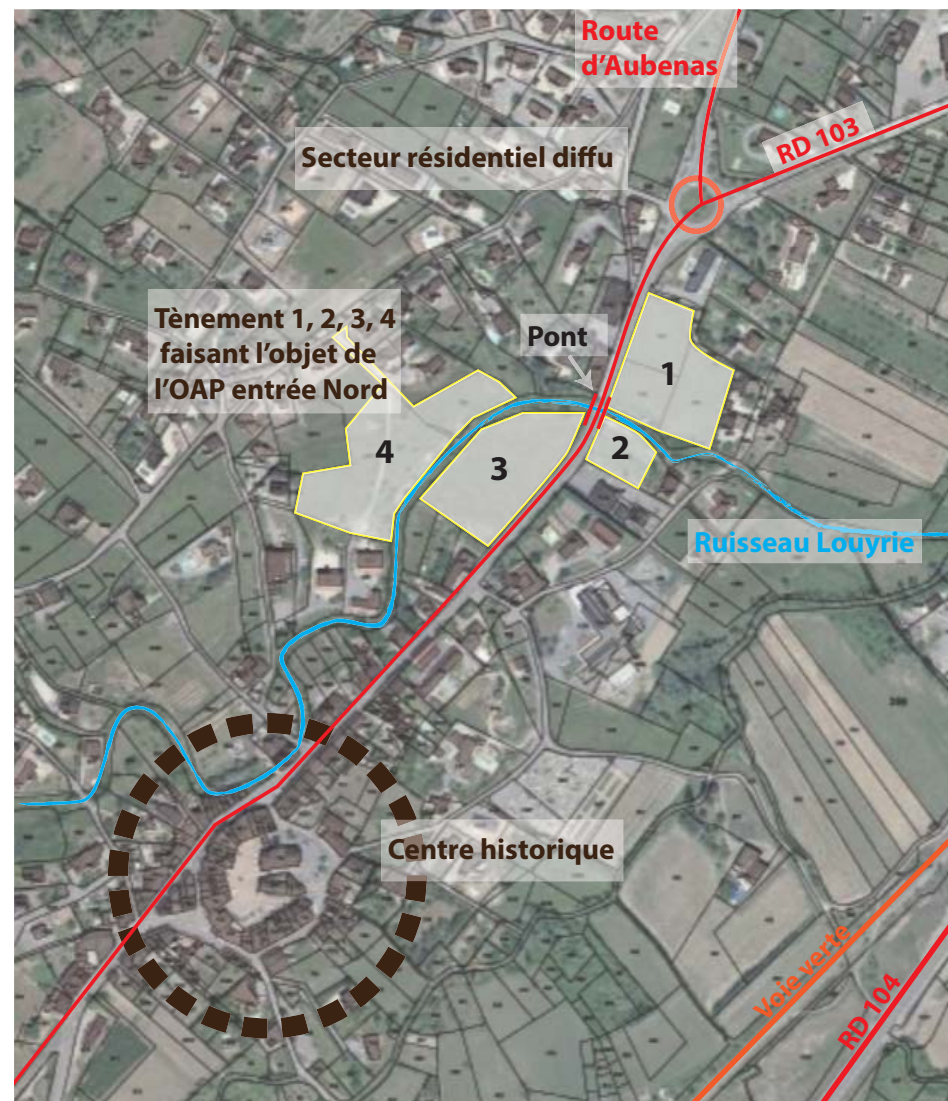 Route
d'Aubenas
RD 103
Secteur résidentiel diffu
Tènement 1, 2, 3, 4
faisant l'objet de
l'OAP entrée Nord
Pont
1
2
3
4
Ruisseau Louyrie
Centre historique
Voie verte
RD 104